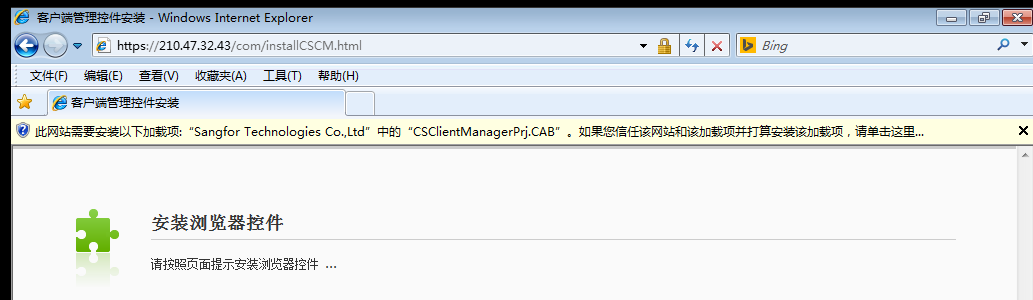 客户端管理控件安装 - Windows Internet Explorer
https://210.47.32.43/com/installCSCM.html
Bing
文件(F) 编辑(E) 查看(V) 收藏夹(A) 工具(T) 帮助(H)
客户端管理控件安装
此网站需要安装以下加载项:“Sangfor Technologies Co.,Ltd”中的“CSClientManagerPrj.CAB”。如果您信任该网站和该加载项并打算安装该加载项，请单击这里...
安装浏览器控件
请按照页面提示安装浏览器控件 ...